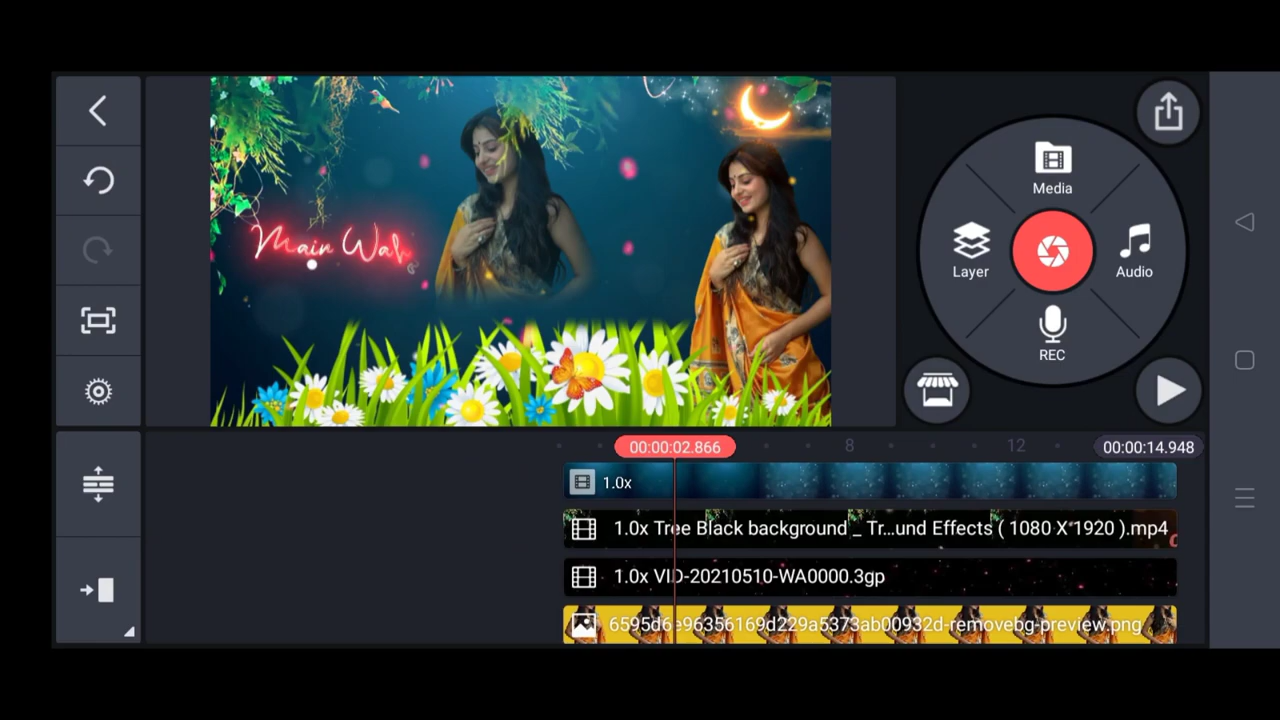 Main Wah
Media
Layer
Audio
REC
00:00:02.866
8
12
00:00:14.948
1.0x
1.0x Tree Black background _ Tr...und Effects ( 1080 X 1920 ).mp4
1.0x VID-20210510-WA0000.3gp
6595d6e96356169d229a5373ab00932d-removebg-preview.png